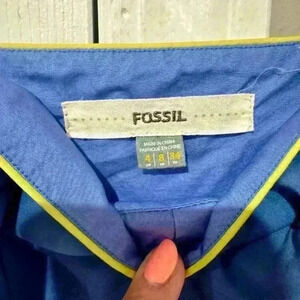 FOSSIL
MADE IN CHINA
FABRIQUÉ EN CHINE
4 8 34